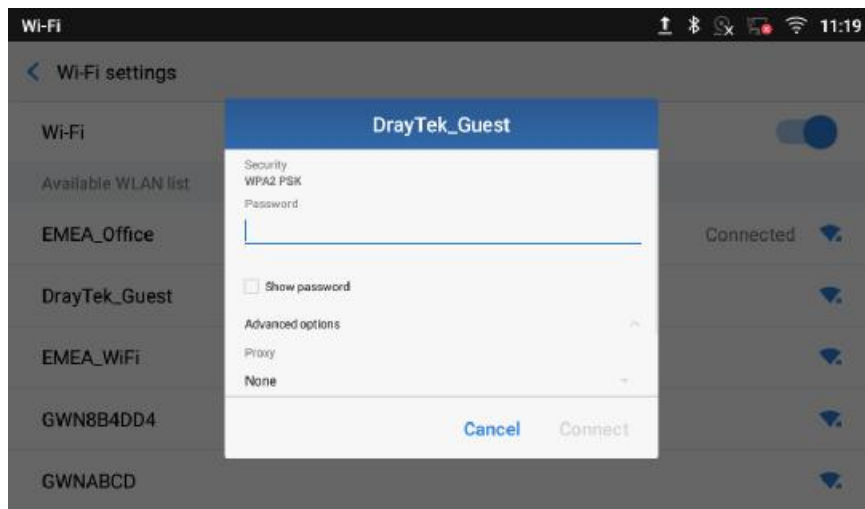 Wi-Fi
11:19
Wi-Fi settings
Wi-Fi
Available WLAN list
EMEA_Office
Connected
DrayTek_Guest
EMEA_WiFi
GWN8B4DD4
GWNABCD
DrayTek_Guest
Security
WPA2 PSK
Password
Show password
Advanced options
Proxy
None
Cancel
Connect